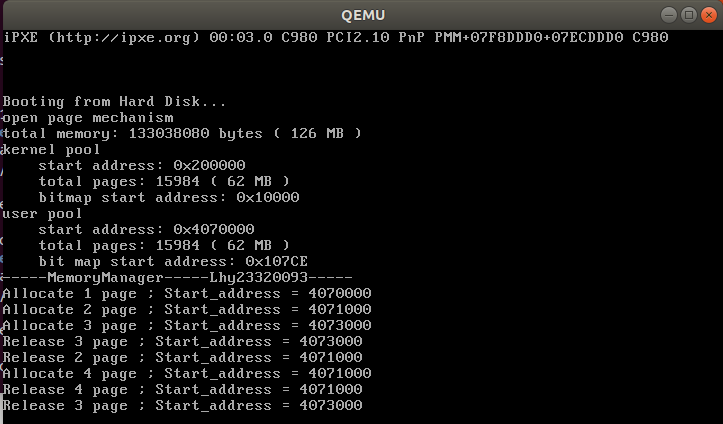 QEMU
iPXE (http://ipxe.org) 00:03.0 C980 PCI2.10 PnP PMM+07F8DDD0+07ECDDD0 C980
Booting from Hard Disk...
open page mechanism
total memory: 133038080 bytes ( 126 MB )
kernel pool
    start address: 0x200000
    total pages: 15984 ( 62 MB )
    bitmap start address: 0x10000
user pool
    start address: 0x4070000
    total pages: 15984 ( 62 MB )
    bit map start address: 0x107CE
-----MemoryManager-----Lhy23320093-----
Allocate 1 page ; Start_address = 4070000
Allocate 2 page ; Start_address = 4071000
Allocate 3 page ; Start_address = 4073000
Release 3 page ; Start_address = 4073000
Release 2 page ; Start_address = 4071000
Allocate 4 page ; Start_address = 4071000
Release 4 page ; Start_address = 4071000
Release 3 page ; Start_address = 4073000